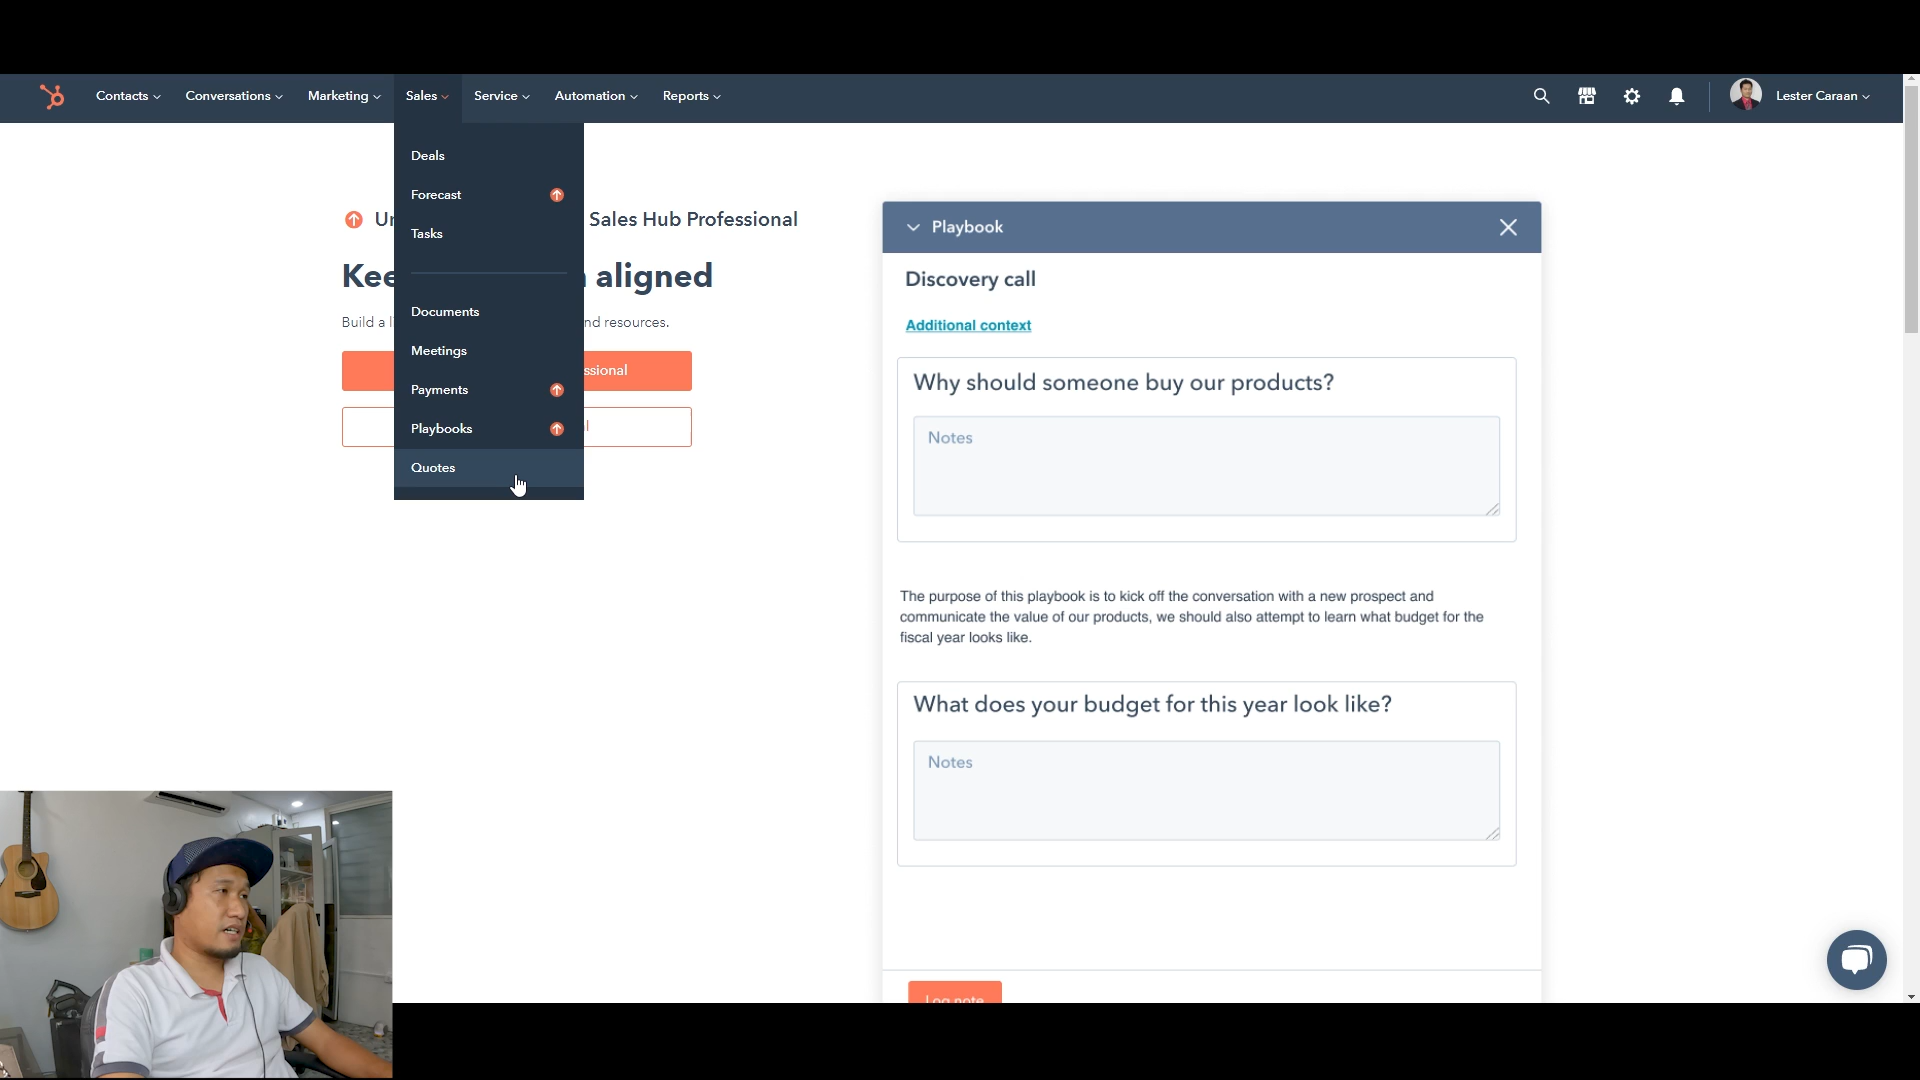 Contacts
Conversations
Marketing
Sales
Service
Automation
Reports
Lester Caraan
Deals
Forecast
Tasks
Documents
Meetings
Payments
Playbooks
Quotes
Sales Hub Professional
aligned
Build a
nd resources.
ssional
Playbook
Discovery call
Additional context
Why should someone buy our products?
Notes
The purpose of this playbook is to kick off the conversation with a new prospect and
communicate the value of our products, we should also attempt to learn what budget for the
fiscal year looks like.
What does your budget for this year look like?
Notes
Log note